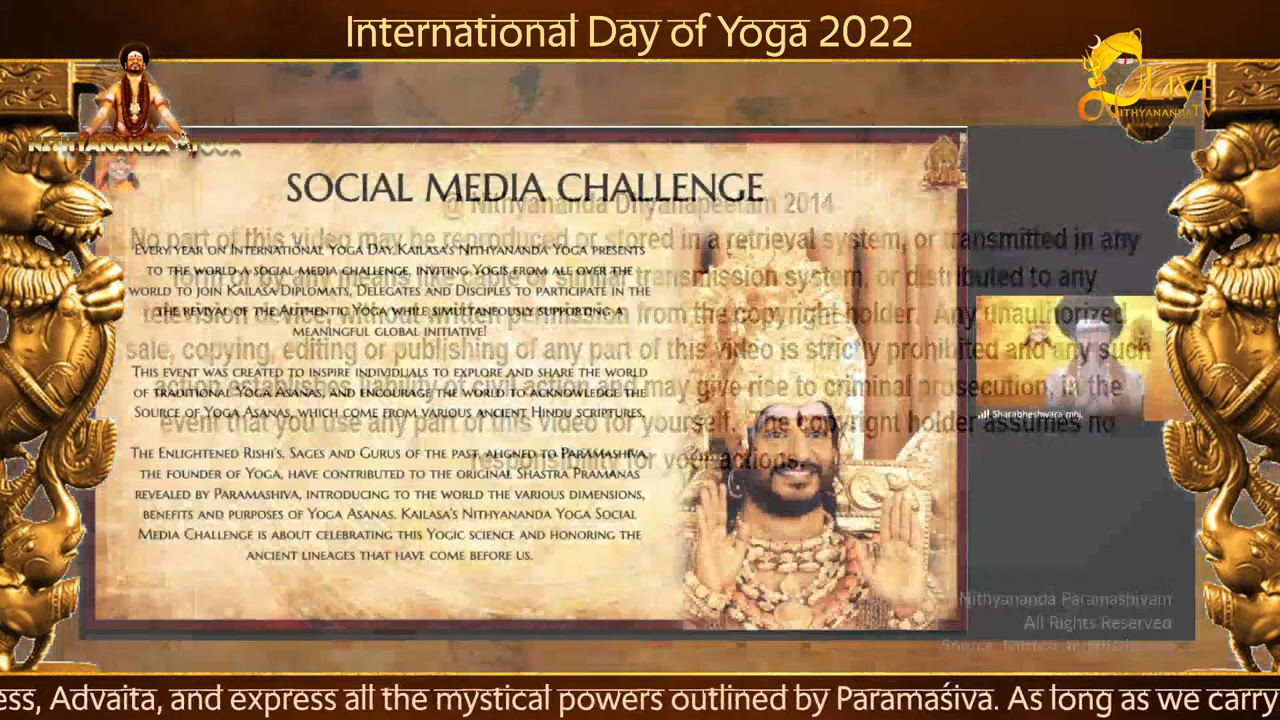 International Day of Yoga 2022
LIVE
NITHYANANDATV
NITHYANANDA YOGA
SOCIAL MEDIA CHALLENGE
@ Nithyananda Dhyanapeetam 2014
EVERY YEAR ON INTERNATIONAL YOGA DAY,KAILASA'S NITHYANANDA YOGA PRESENTS
TO THE WORLD A SOCIAL MEDIA CHALLENGE, INVITING YOGIS FROM ALL OVER THE
WORLD TO JOIN KAILASA DIPLOMATS, DELEGATES AND DISCIPLES TO PARTICIPATE IN THE
THE REVIVAL OF THE AUTHENTIC YOGA WHILE SIMULTANEOUSLY SUPPORTING A
MEANINGFUL GLOBAL INITIATIVE!
THIS EVENT WAS CREATED TO INSPIRE INDIVIDUALS TO EXPLORE AND SHARE THE WORLD
OF TRADITIONAL YOGA ASANAS, AND ENCOURAGE THE WORLD TO ACKNOWLEDGE THE
SOURCE OF YOGA ASANAS, WHICH COME FROM VARIOUS ANCIENT HINDU SCRIPTURES.
THE ENLIGHTENED RISHI'S, SAGES AND GURUS OF THE PAST, ALIGNED TO PARAMASHIVA,
THE FOUNDER OF YOGA, HAVE CONTRIBUTED TO THE ORIGINAL SHASTRA PRAMANAS
REVEALED BY PARAMASHIVA, INTRODUCING TO THE WORLD THE VARIOUS DIMENSIONS,
BENEFITS AND PURPOSES OF YOGA ASANAS. KAILASA'S NITHYANANDA YOGA SOCIAL
MEDIA CHALLENGE IS ABOUT CELEBRATING THIS YOGIC SCIENCE AND HONORING THE
ANCIENT LINEAGES THAT HAVE COME BEFORE US.
No part of this video may be reproduced or stored in a retrieval system, or transmitted in any
transmission system, or distributed to any
television device, without written permission from the copyright holder. Any unauthorized
sale, copying, editing or publishing of any part of this video is strictly prohibited and any such
action establishes liability of civil action and may give rise to criminal prosecution, in the
event that you use any part of this video for yourself. The copyright holder assumes no
responsibility for your actions.
Sharabheshwara mhj.
Nithyananda Paramashivam
All Rights Reserved
ess, Advaita, and express all the mystical powers outlined by Paramaśiva. As long as we carry